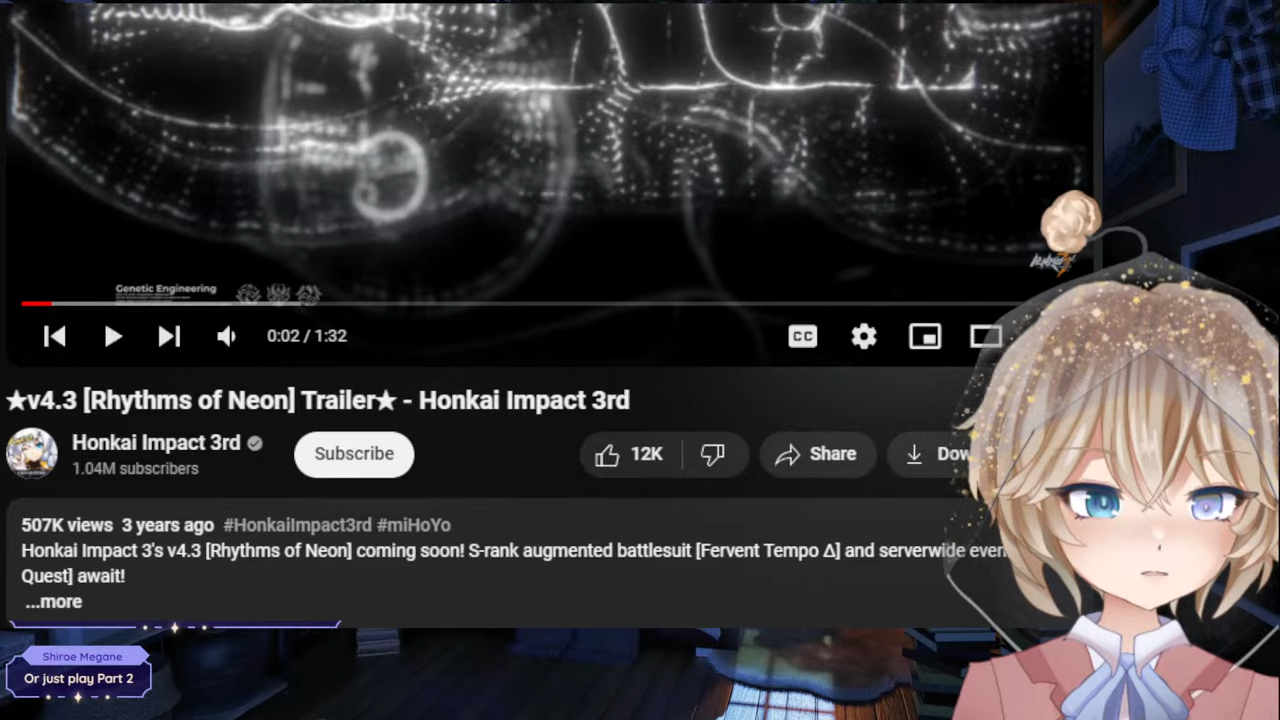 Genetic Engineering
0:02 / 1:32
CC
★v4.3 [Rhythms of Neon] Trailer★ - Honkai Impact 3rd
Honkai Impact 3rd
1.04M subscribers
Subscribe
12K
Share
Dow
507K views 3 years ago #HonkaiImpact3rd #miHoYo
Honkai Impact 3's v4.3 [Rhythms of Neon] coming soon! S-rank augmented battlesuit [Fervent Tempo Δ] and serverwide even
Quest] await!
...more
Shiroe Megane
Or just play Part 2